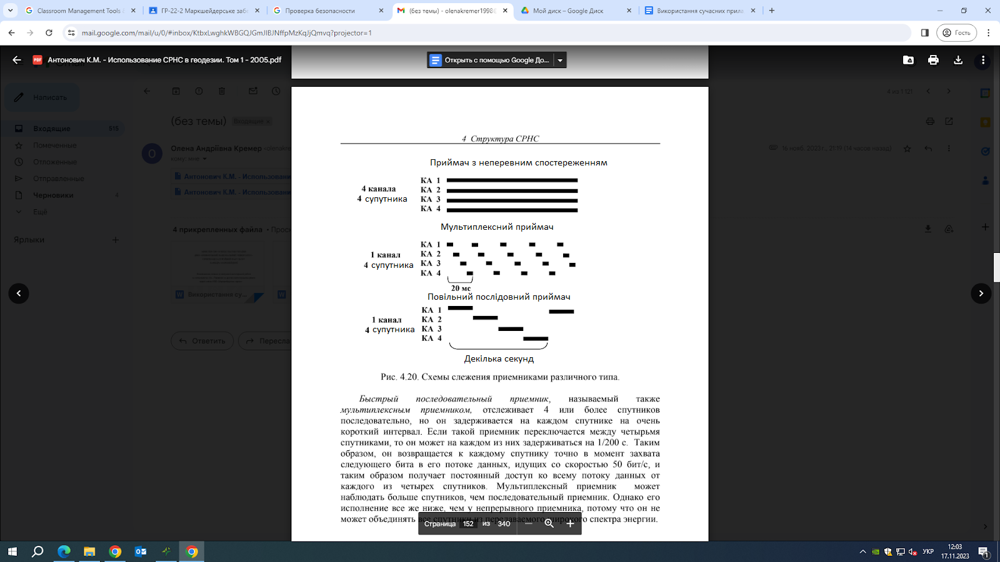 Classroom Management Tools &
ГР-22-2 Маркшейдерське забе
Проверка безопасности
(без темы) - olenakremer1998@
Мой диск – Google Диск
Використання сучасних прила
mail.google.com/mail/u/0/#inbox/KtbxLwghkWBGQJGmJlBJNffpMzKqJjQmvq?projector=1
Гость
Антонович К.М. - Использование СРНС в геодезии. Том 1 - 2005.pdf
Открыть с помощью Google До...
Написать
4 из 1 121
(без темы)
Входящие
Входящие 515
Помеченные
Отложенные
Отправленные
Черновики 4
Ещё
Ярлыки
Олена Андріївна Кремер
кому: мне
16 нояб. 2023 г., 21:19 (14 часов назад)
Антонович К.М. - Использовани
Антонович К.М. - Использовани
4 прикрепленных файла
Використання су...
Ответить
Пересла
4 Структура СРНС
Приймач з неперевним спостереженням
4 канала
4 супутника
КА 1
КА 2
КА 3
КА 4
Мультиплексний приймач
1 канал
4 супутника
КА 1
КА 2
КА 3
КА 4
20 мс
Повільний послідовний приймач
1 канал
4 супутника
КА 1
КА 2
КА 3
КА 4
Декілька секунд
Рис. 4.20. Схемы слежения приемниками различного типа.
Быстрый последовательный приемник, называемый также
мультиплексным приемником, отслеживает 4 или более спутников
последовательно, но он задерживается на каждом спутнике на очень
короткий интервал. Если такой приемник переключается между четырьмя
спутниками, то он может на каждом из них задерживаться на 1/200 с. Таким
образом, он возвращается к каждому спутнику точно в момент захвата
следующего бита в его потоке данных, идущих со скоростью 50 бит/с, и
таким образом получает постоянный доступ ко всему потоку данных от
каждого из четырех спутников. Мультиплексный приемник может
наблюдать больше спутников, чем последовательный приемник. Однако его
исполнение все же ниже, чем у непрерывного приемника, потому что он не
может объединять все спутники из передаваемого широкого спектра энергии.
Страница 152 из 340
УКР
12:03
17.11.2023
1